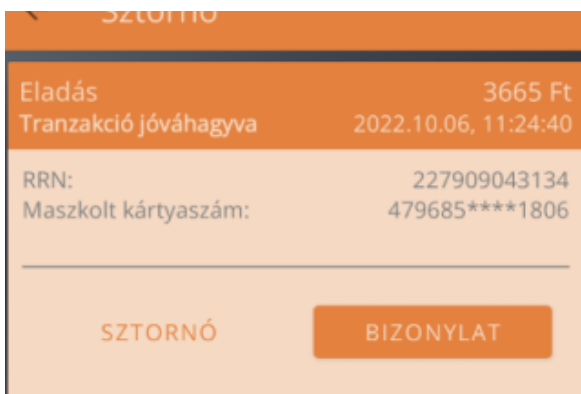 Sztornó
Eladás 3665 Ft
Tranzakció jóváhagyva 2022.10.06, 11:24:40
RRN: 227909043134
Maszkolt kártyaszám: 479685****1806
SZTORNÓ BIZONYLAT